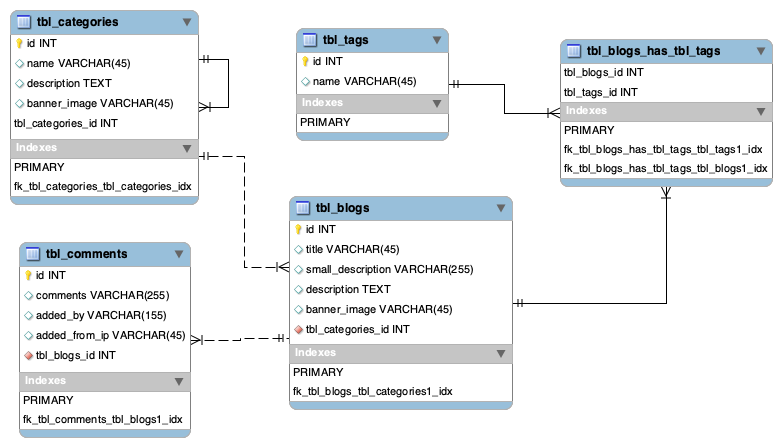 tbl_categories
id INT
name VARCHAR(45)
description TEXT
banner_image VARCHAR(45)
tbl_categories_id INT
Indexes
PRIMARY
fk_tbl_categories_tbl_categories_idx
tbl_tags
id INT
name VARCHAR(45)
Indexes
PRIMARY
tbl_blogs_has_tbl_tags
tbl_blogs_id INT
tbl_tags_id INT
Indexes
PRIMARY
fk_tbl_blogs_has_tbl_tags_tbl_tags1_idx
fk_tbl_blogs_has_tbl_tags_tbl_blogs1_idx
tbl_comments
id INT
comments VARCHAR(255)
added_by VARCHAR(155)
added_from_ip VARCHAR(45)
tbl_blogs_id INT
Indexes
PRIMARY
fk_tbl_comments_tbl_blogs1_idx
tbl_blogs
id INT
title VARCHAR(45)
small_description VARCHAR(255)
description TEXT
banner_image VARCHAR(45)
tbl_categories_id INT
Indexes
PRIMARY
fk_tbl_blogs_tbl_categories1_idx